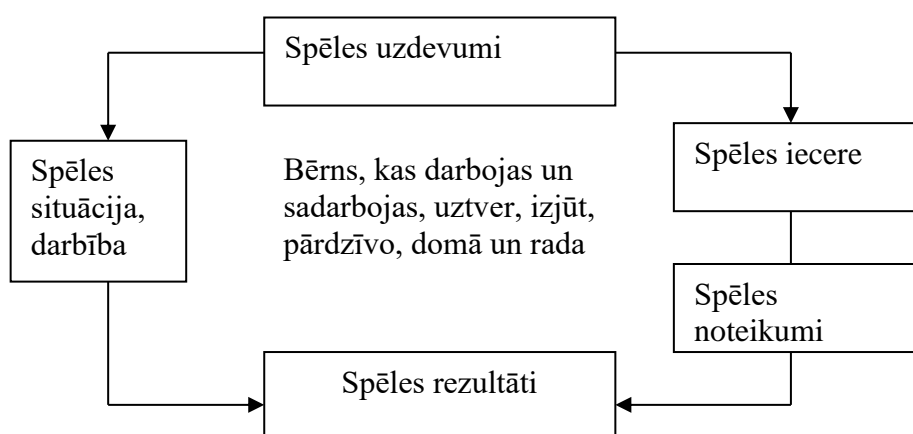 Spēles uzdevumi
Spēles
situācija,
darbība
Bērns, kas darbojas un
sadarbojas, uztver, izjūt,
pārdzīvo, domā un rada
Spēles iecere
Spēles
noteikumi
Spēles rezultāti